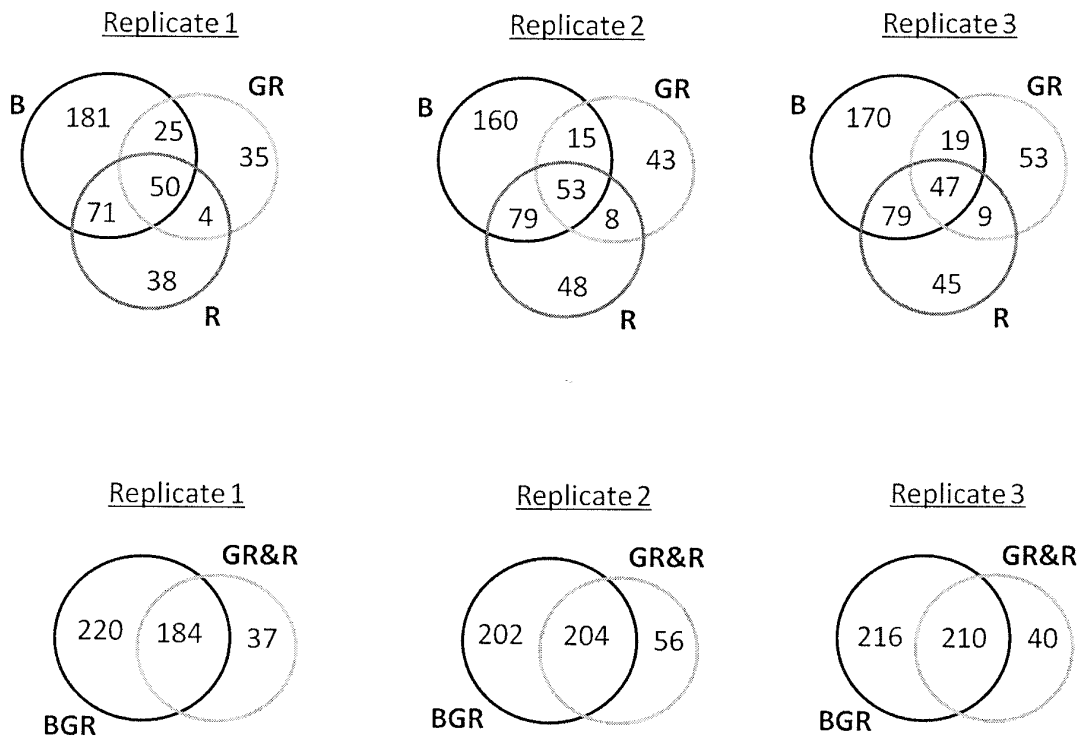 Replicate 1
B
GR
181
25
35
50
71
4
38
R
Replicate 2
B
GR
160
15
43
53
79
8
48
R
Replicate 3
B
GR
170
19
53
47
79
9
45
R
Replicate 1
GR&R
220
184
37
BGR
Replicate 2
GR&R
202
204
56
BGR
Replicate 3
GR&R
216
210
40
BGR